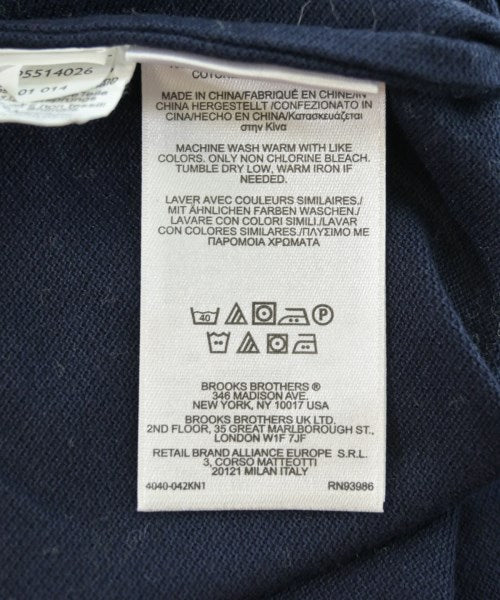 05514026
01 014
COTON
MADE IN CHINA/FABRIQUÉ EN CHINE/IN
CHINA HERGESTELLT /CONFEZIONATO IN
CINA/HECHO EN CHINA/Κατασκευάζεται
στην Κίνα
MACHINE WASH WARM WITH LIKE
COLORS. ONLY NON CHLORINE BLEACH.
TUMBLE DRY LOW, WARM IRON IF
NEEDED.
LAVER AVEC COULEURS SIMILAIRES./
MIT ÄHNLICHEN FARBEN WASCHEN./
LAVARE CON COLORI SIMILI./LAVAR
CON COLORES SIMILARES./ΠΛΥΣΙΜΟ ΜΕ
ΠΑΡΟΜΟΙΑ ΧΡΩΜΑΤΑ
40 P
BROOKS BROTHERS ®
346 MADISON AVE.
NEW YORK, NY 10017 USA
BROOKS BROTHERS UK LTD.
2ND FLOOR, 35 GREAT MARLBOROUGH ST.,
LONDON W1F 7JF
RETAIL BRAND ALLIANCE EUROPE S.R.L.
3, CORSO MATTEOTTI
20121 MILAN ITALY
4040-042KN1 RN93986